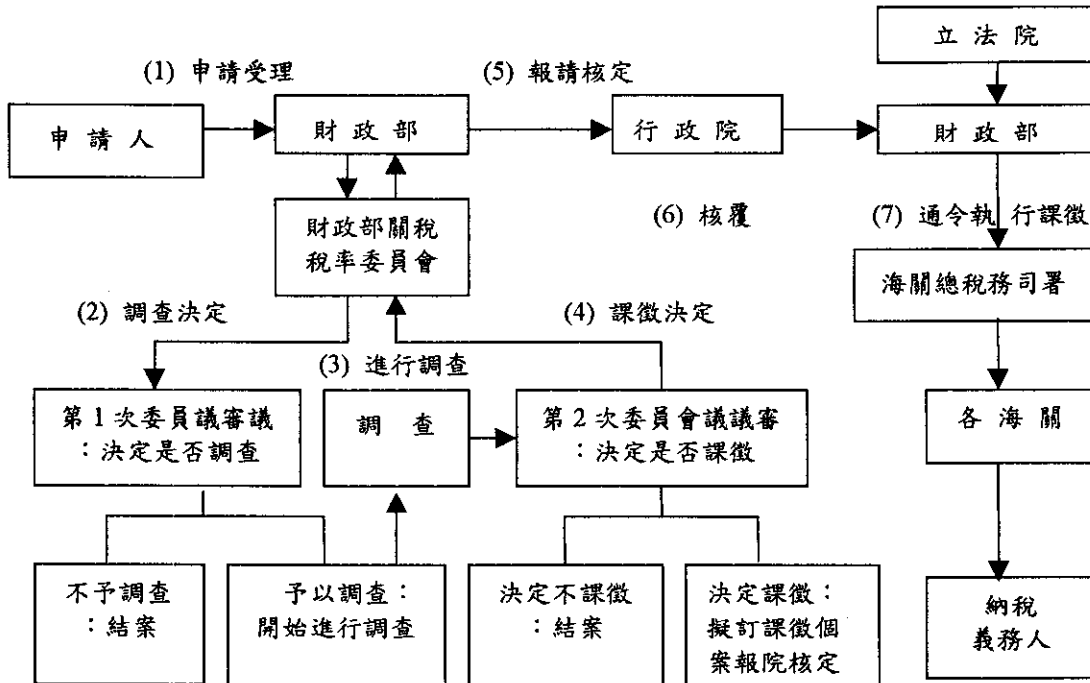 立法院
(1) 申請受理
(5) 報請核定
申請人
財政部
行政院
財政部
財政部關稅
稅率委員會
(6) 核覆
(7) 通令執 行課徵
海關總稅務司署
(2) 調查決定
(4) 課徵決定
(3) 進行調查
第1次委員議審議
：決定是否調查
調 查
第2次委員會議議審
：決定是否課徵
各海關
不予調查
：結案
予以調查：
開始進行調查
決定不課徵
：結案
決定課徵：
擬訂課徵個
案報院核定
納稅
義務人